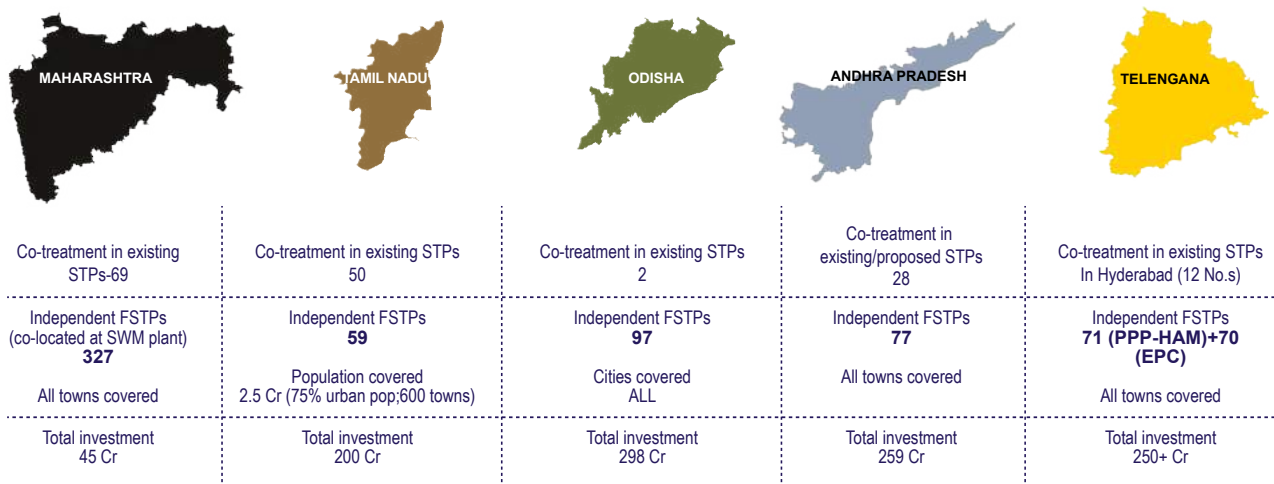 MAHARASHTRA
TAMIL NADU
ODISHA
ANDHRA PRADESH
TELENGANA
Co-treatment in existing
STPs-69
Co-treatment in existing STPs
50
Co-treatment in existing STPs
2
Co-treatment in
existing/proposed STPs
28
Co-treatment in existing STPs
In Hyderabad (12 No.s)
Independent FSTPs
(co-located at SWM plant)
327
All towns covered
Independent FSTPs
59
Population covered
2.5 Cr (75% urban pop;600 towns)
Independent FSTPs
97
Cities covered
ALL
Independent FSTPs
77
All towns covered
Independent FSTPs
71 (PPP-HAM)+70
(EPC)
All towns covered
Total investment
45 Cr
Total investment
200 Cr
Total investment
298 Cr
Total investment
259 Cr
Total investment
250+ Cr